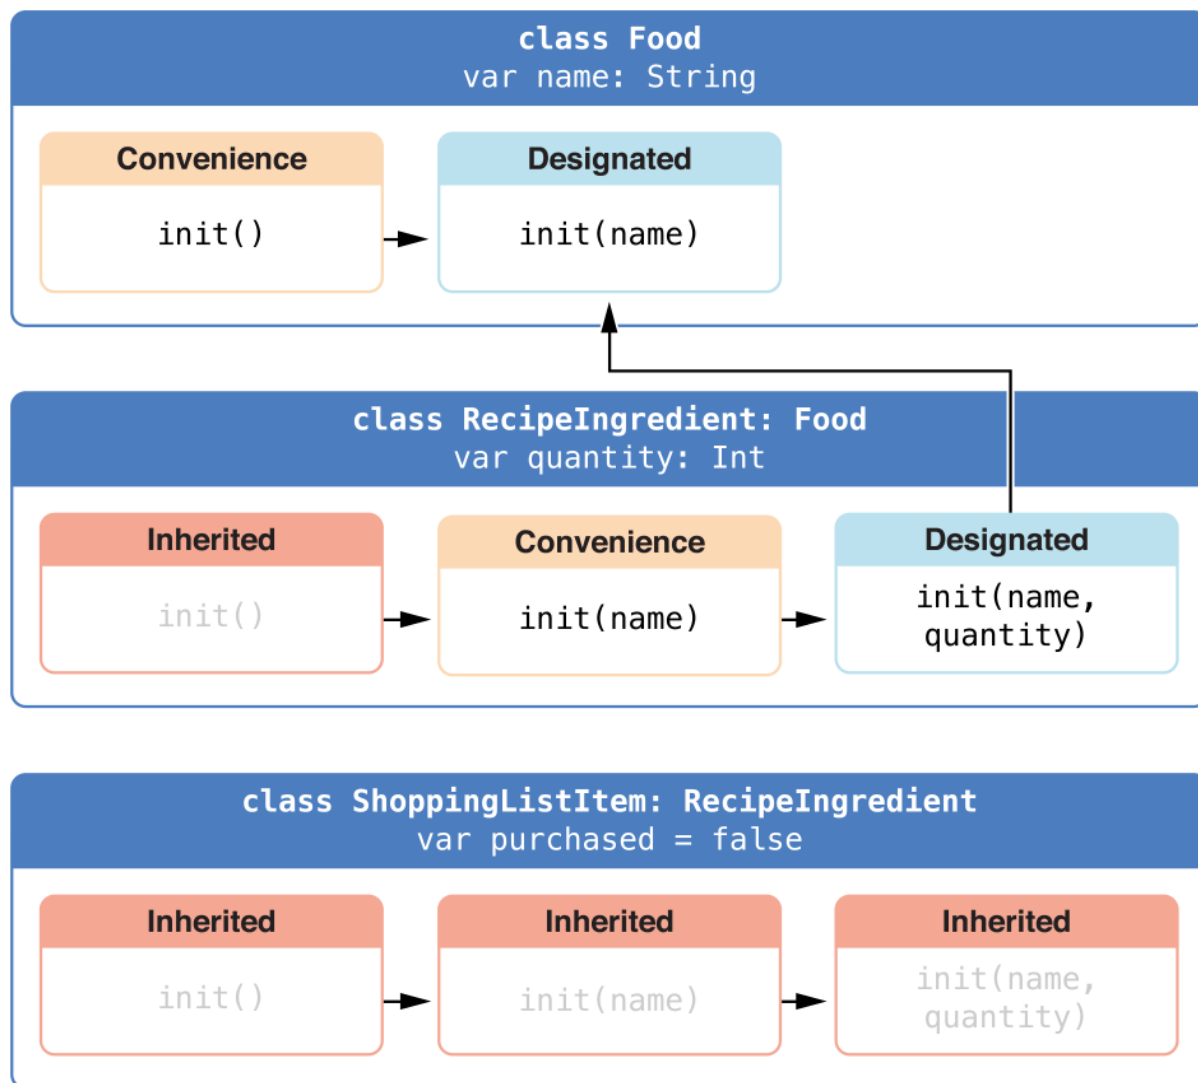 class Food
var name: String
Convenience
Designated
init()
init(name)
class RecipeIngredient: Food
var quantity: Int
Inherited
Convenience
Designated
init()
init(name)
init(name,
quantity)
class ShoppingListItem: RecipeIngredient
var purchased = false
Inherited
Inherited
Inherited
init()
init(name)
init(name,
quantity)